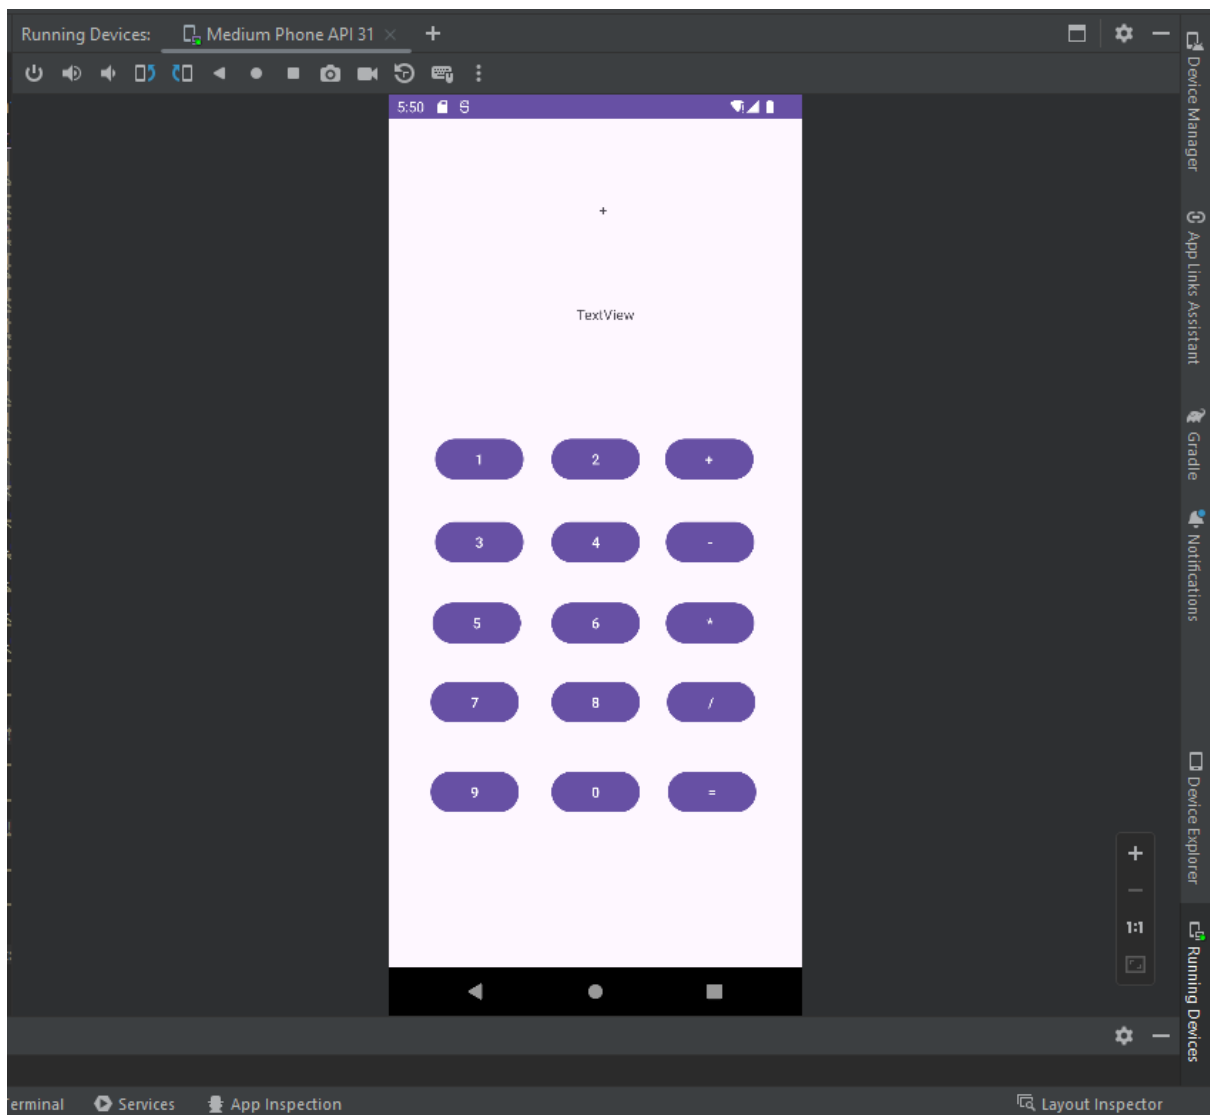 Running Devices: Medium Phone API 31
5:50
+
TextView
1 2 +
3 4 -
5 6 *
7 8 /
9 0 =
1:1
Device Manager
App Links Assistant
Gradle
Notifications
Device Explorer
Running Devices
erminal Services App Inspection Layout Inspector